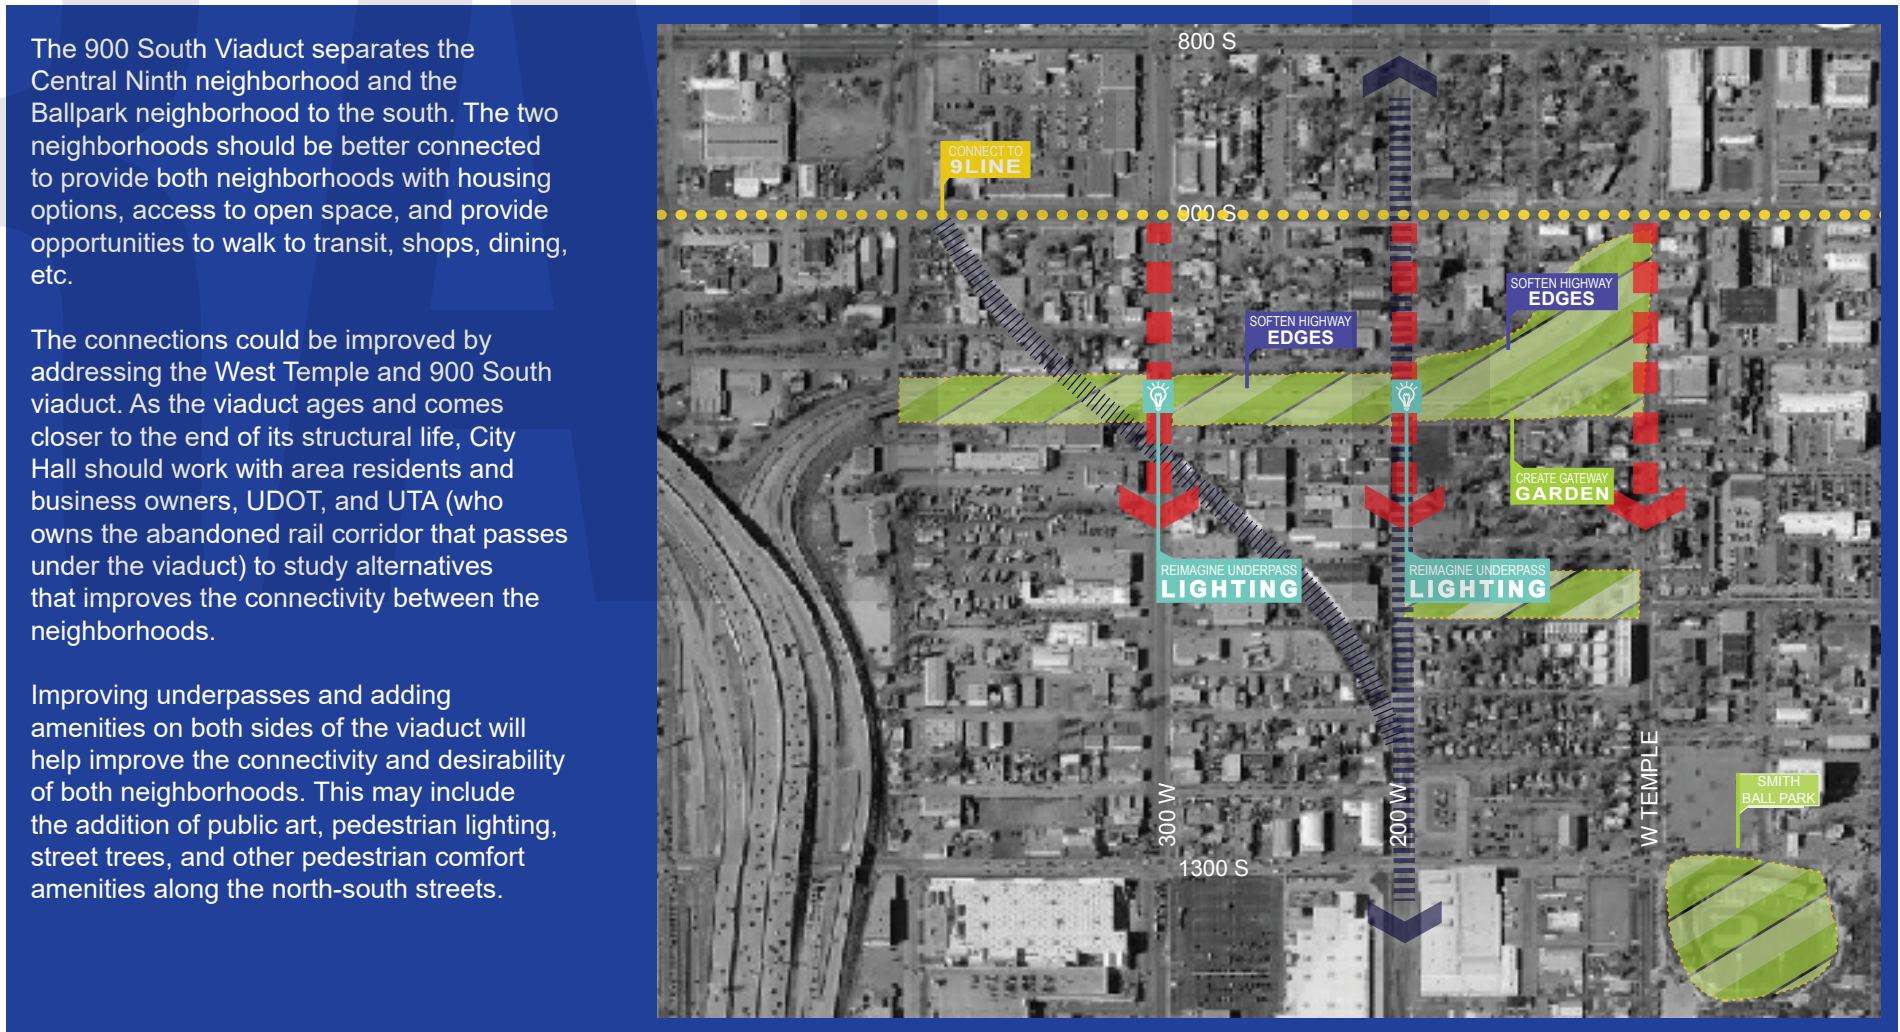 The 900 South Viaduct separates the
Central Ninth neighborhood and the
Ballpark neighborhood to the south. The two
neighborhoods should be better connected
to provide both neighborhoods with housing
options, access to open space, and provide
opportunities to walk to transit, shops, dining,
etc.
The connections could be improved by
addressing the West Temple and 900 South
viaduct. As the viaduct ages and comes
closer to the end of its structural life, City
Hall should work with area residents and
business owners, UDOT, and UTA (who
owns the abandoned rail corridor that passes
under the viaduct) to study alternatives
that improves the connectivity between the
neighborhoods.
Improving underpasses and adding
amenities on both sides of the viaduct will
help improve the connectivity and desirability
of both neighborhoods. This may include
the addition of public art, pedestrian lighting,
street trees, and other pedestrian comfort
amenities along the north-south streets.
800 S
CONNECT TO
9LINE
900 S
SOFTEN HIGHWAY
EDGES
SOFTEN HIGHWAY
EDGES
CREATE GATEWAY
GARDEN
REIMAGINE UNDERPASS
LIGHTING
REIMAGINE UNDERPASS
LIGHTING
300 W
200 W
W TEMPLE
SMITH
BALL PARK
1300 S